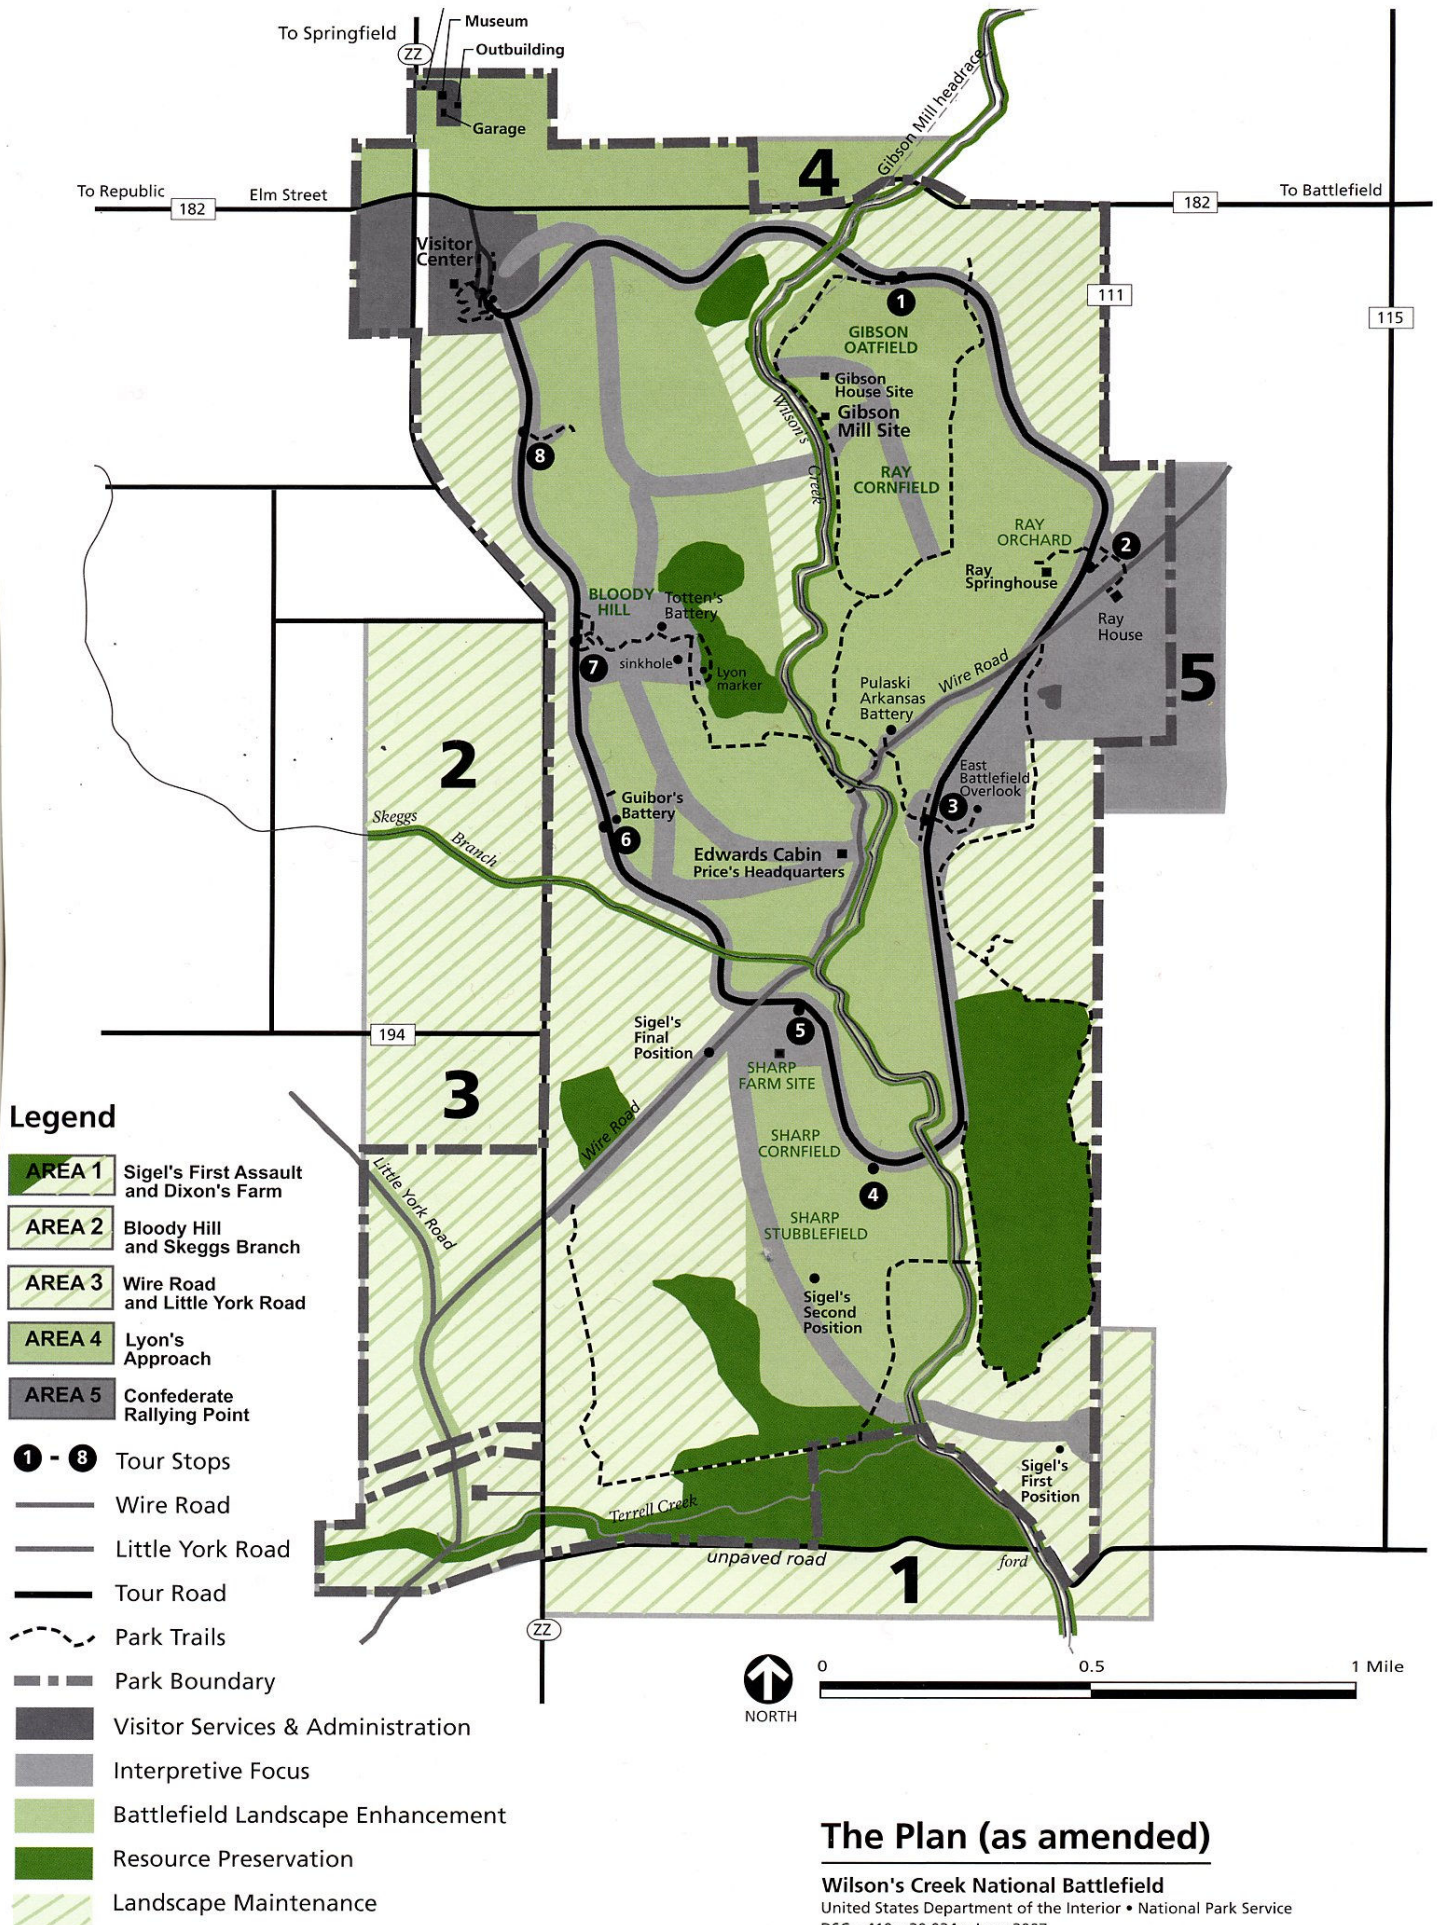 To Springfield
ZZ
Museum
Outbuilding
Garage
Gibson Mill headrace
4
To Republic
182
Elm Street
182
To Battlefield
Visitor
Center
111
115
1
GIBSON
OATFIELD
Gibson
House Site
Gibson
Mill Site
Wilson's
Creek
8
RAY
CORNFIELD
RAY
ORCHARD
2
Ray
Springhouse
Ray
House
BLOODY
HILL
Totten's
Battery
7
sinkhole
Lyon
marker
5
Wire Road
Pulaski
Arkansas
Battery
2
East
Battlefield
Overlook
3
Skeggs
Branch
Guibor's
Battery
6
Edwards Cabin
Price's Headquarters
194
Sigel's
Final
Position
5
SHARP
FARM SITE
3
Wire Road
SHARP
CORNFIELD
4
Little York Road
SHARP
STUBBLEFIELD
Sigel's
Second
Position
Sigel's
First
Position
Terrell Creek
unpaved road
1
ford
ZZ
Legend
AREA 1 Sigel's First Assault
and Dixon's Farm
AREA 2 Bloody Hill
and Skeggs Branch
AREA 3 Wire Road
and Little York Road
AREA 4 Lyon's
Approach
AREA 5 Confederate
Rallying Point
1 - 8 Tour Stops
Wire Road
Little York Road
Tour Road
Park Trails
Park Boundary
Visitor Services & Administration
Interpretive Focus
Battlefield Landscape Enhancement
Resource Preservation
Landscape Maintenance
NORTH
0 0.5 1 Mile
The Plan (as amended)
Wilson's Creek National Battlefield
United States Department of the Interior • National Park Service